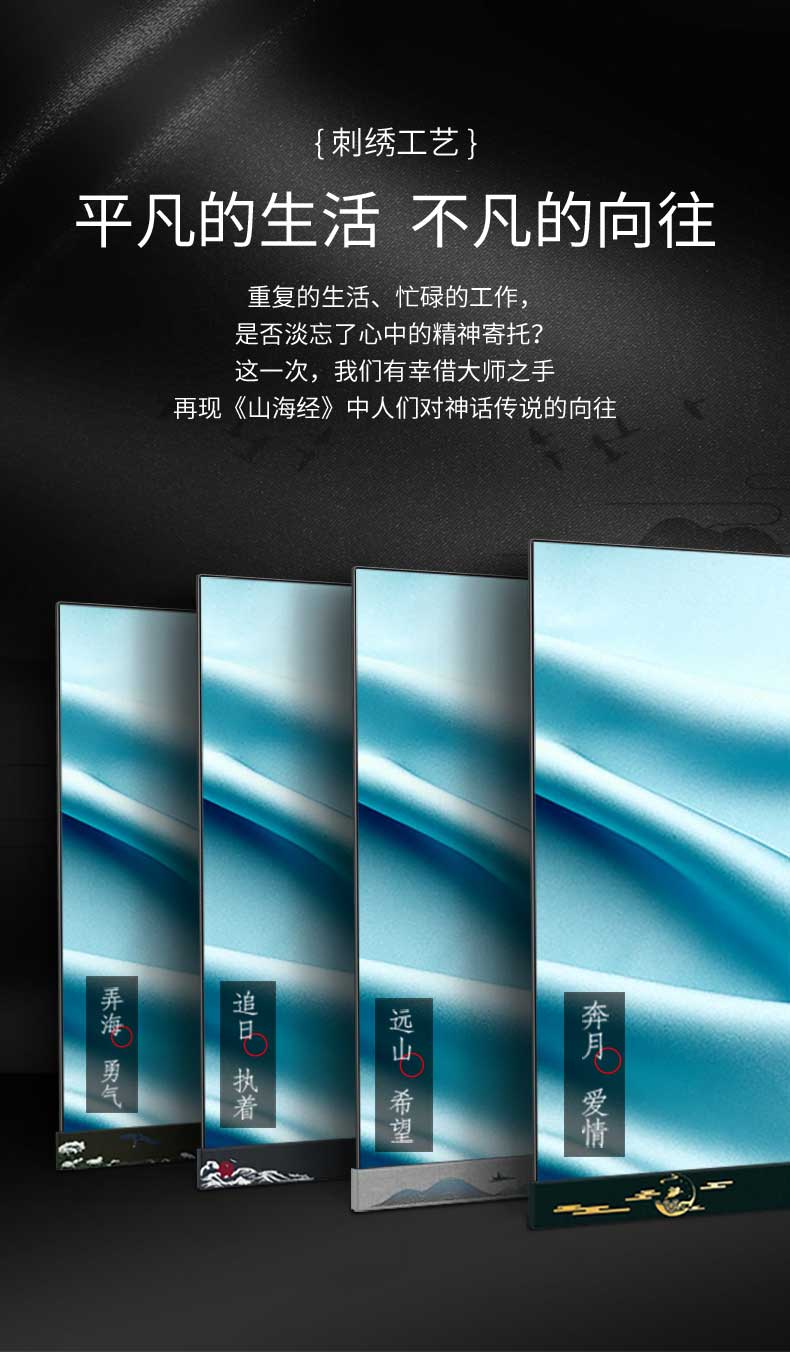 { 刺绣工艺 }
平凡的生活 不凡的向往
重复的生活、忙碌的工作，
是否淡忘了心中的精神寄托？
这一次，我们有幸借大师之手
再现《山海经》中人们对神话传说的向往
弄海 勇气
追日 执着
远山 希望
奔月 爱情